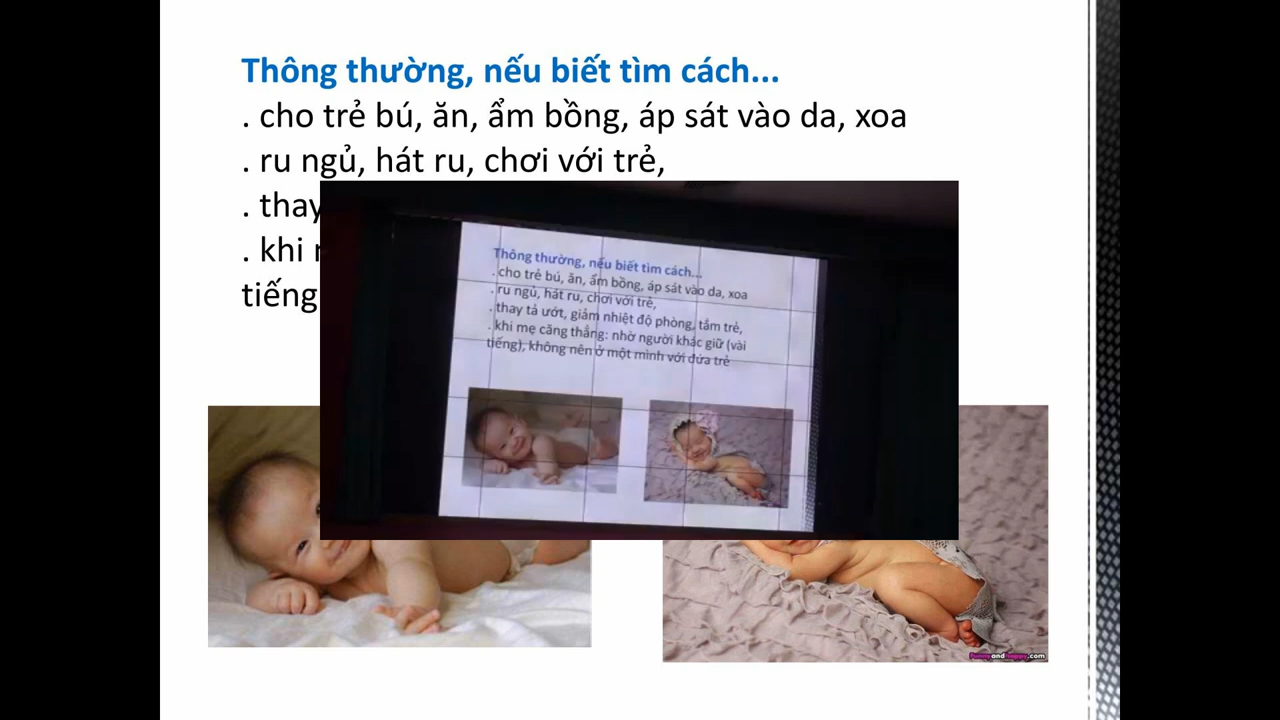 Thông thường, nếu biết tìm cách...
. cho trẻ bú, ăn, ẩm bồng, áp sát vào da, xoa
. ru ngủ, hát ru, chơi với trẻ,
. thay
. khi
tiếng
Thông thường, nếu biết tìm cách...
. cho trẻ bú, ăn, ẩm bồng, áp sát vào da, xoa
. ru ngủ, hát ru, chơi với trẻ,
. thay tả ướt, giảm nhiệt độ phòng, tắm trẻ,
. khi mẹ căng thẳng: nhờ người khác giữ (vài
tiếng), không nên ở một mình với đứa trẻ